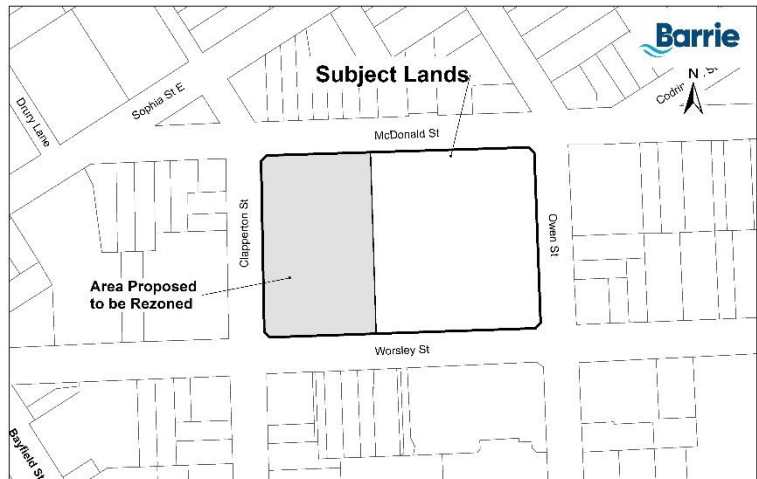 Barrie
Subject Lands
N
Drury Lane
Sophia St E
McDonald St
Clapperton St
Owen St
Area Proposed
to be Rezoned
Worsley St
Bayfield St